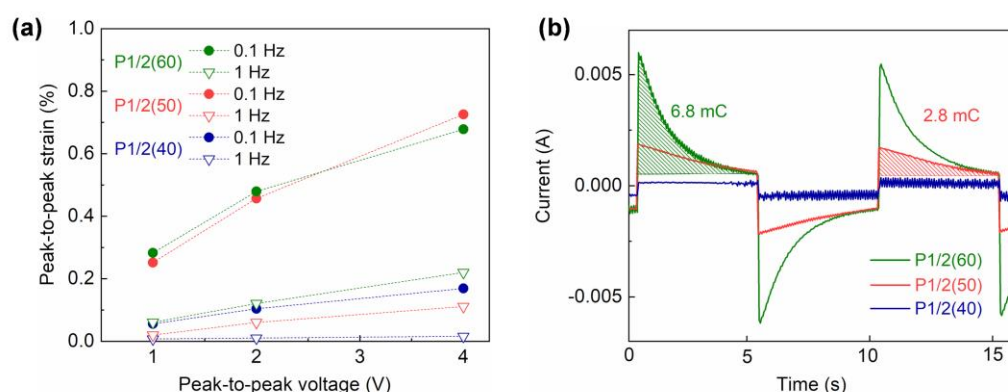 (a)
Peak-to-peak strain (%)
1.0
0.8
0.6
0.4
0.2
0.0
P1/2(60)
0.1 Hz
1 Hz
P1/2(50)
0.1 Hz
1 Hz
P1/2(40)
0.1 Hz
1 Hz
1 2 3 4
Peak-to-peak voltage (V)
(b)
Current (A)
0.005
0.000
-0.005
6.8 mC
2.8 mC
P1/2(60)
P1/2(50)
P1/2(40)
0 5 10 15
Time (s)